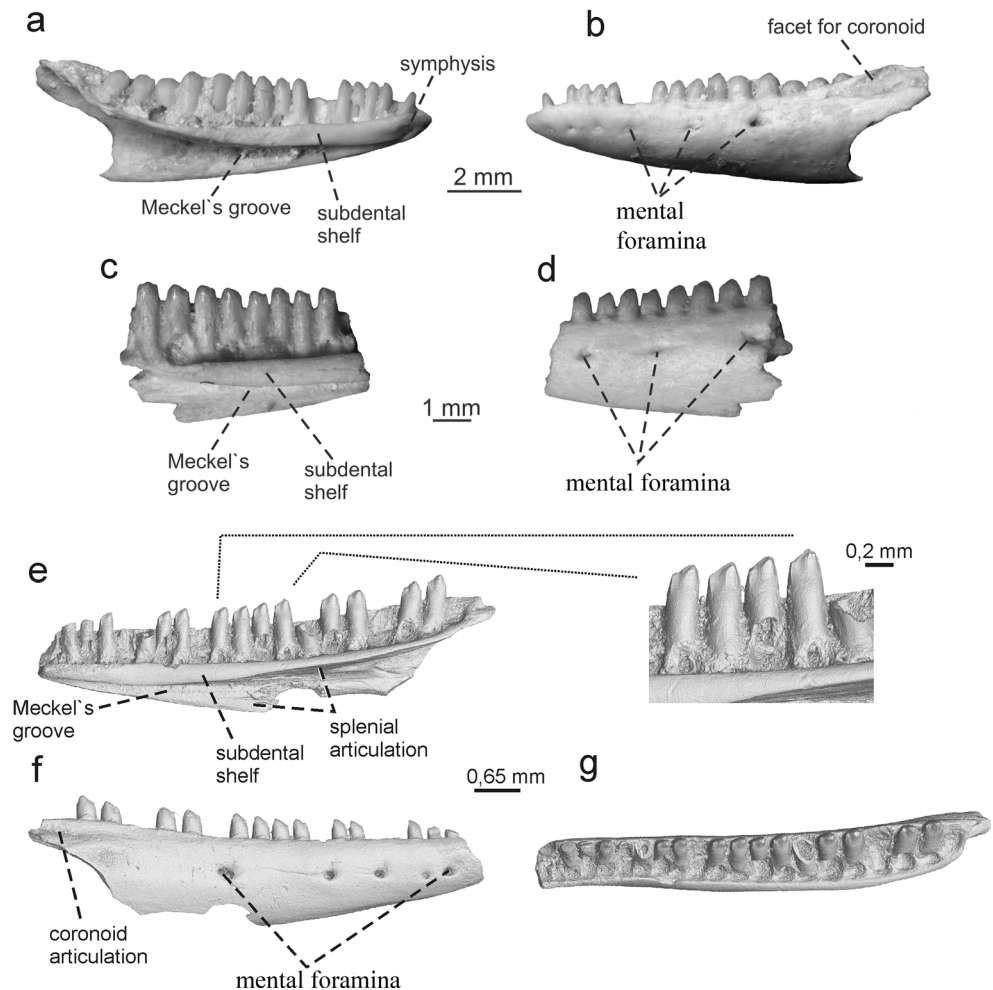 a
b
facet for coronoid
symphysis
2 mm
Meckel`s groove
subdental
shelf
mental
foramina
c
d
1 mm
Meckel`s
groove
subdental
shelf
mental foramina
e
0,2 mm
Meckel`s
groove
subdental
shelf
splenial
articulation
f
0,65 mm
g
coronoid
articulation
mental foramina